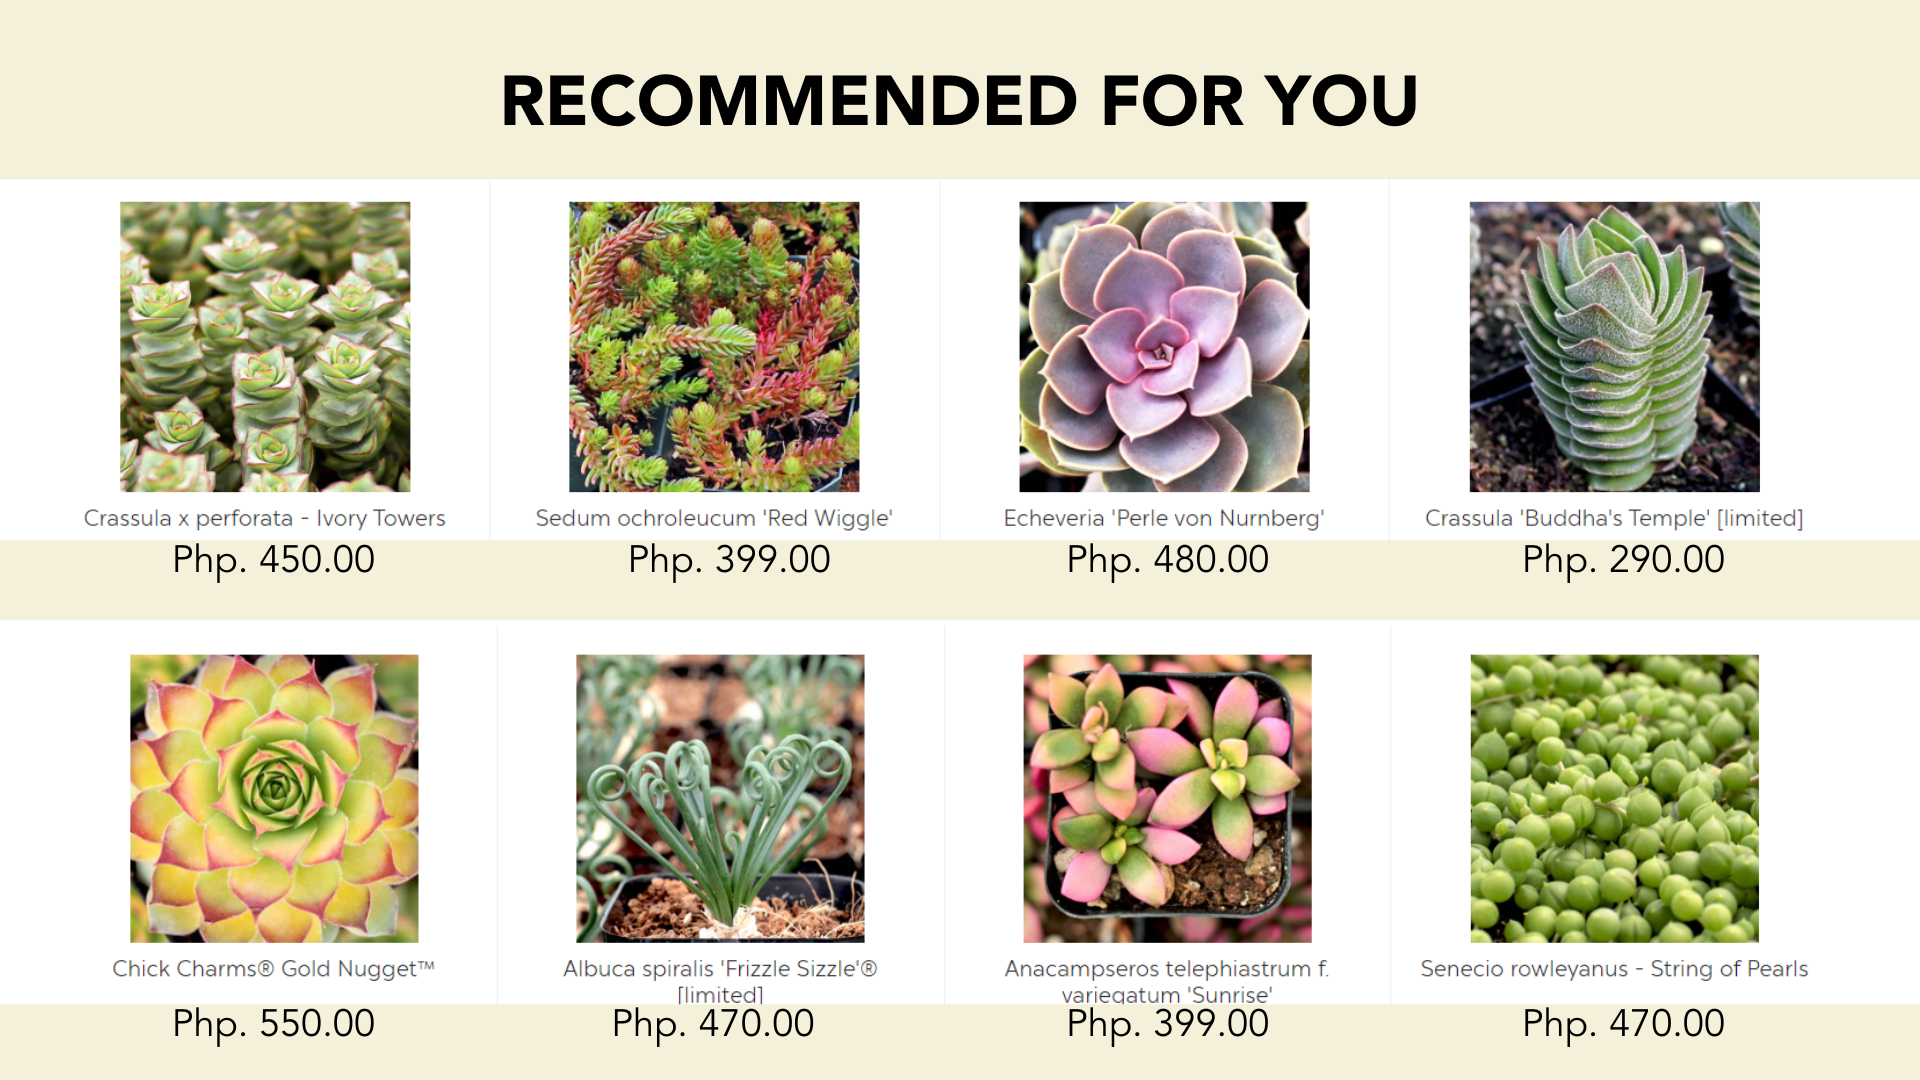 RECOMMENDED FOR YOU
Crassula x perforata - Ivory Towers
Sedum ochroleucum 'Red Wiggle'
Echeveria 'Perle von Nurnberg'
Crassula 'Buddha's Temple' [limited]
Php. 450.00
Php. 399.00
Php. 480.00
Php. 290.00
Chick Charms® Gold Nugget™
Albuca spiralis 'Frizzle Sizzle'®
[limited]
Anacampseros telephiastrum f.
variegatum 'Sunrise'
Senecio rowleyanus - String of Pearls
Php. 550.00
Php. 470.00
Php. 399.00
Php. 470.00